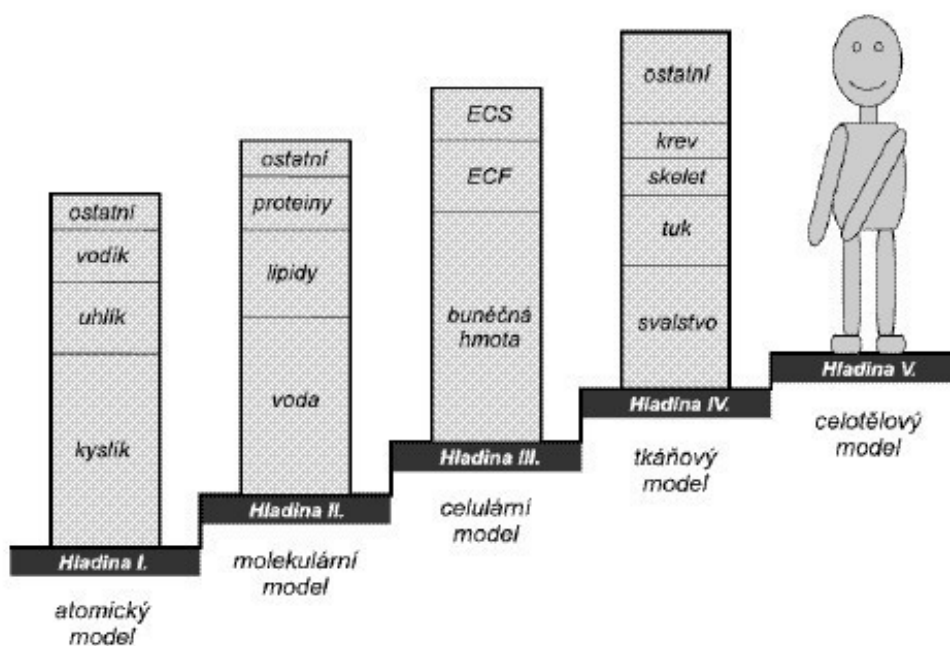 ostatní
vodík
uhlík
kyslík
Hladina I.
atomický
model
ostatní
proteiny
lipidy
voda
Hladina II.
molekulární
model
ECS
ECF
buněčná
hmota
Hladina III.
celulární
model
ostatní
krev
skelet
tuk
svalstvo
Hladina IV.
tkáňový
model
Hladina V.
celotělový
model